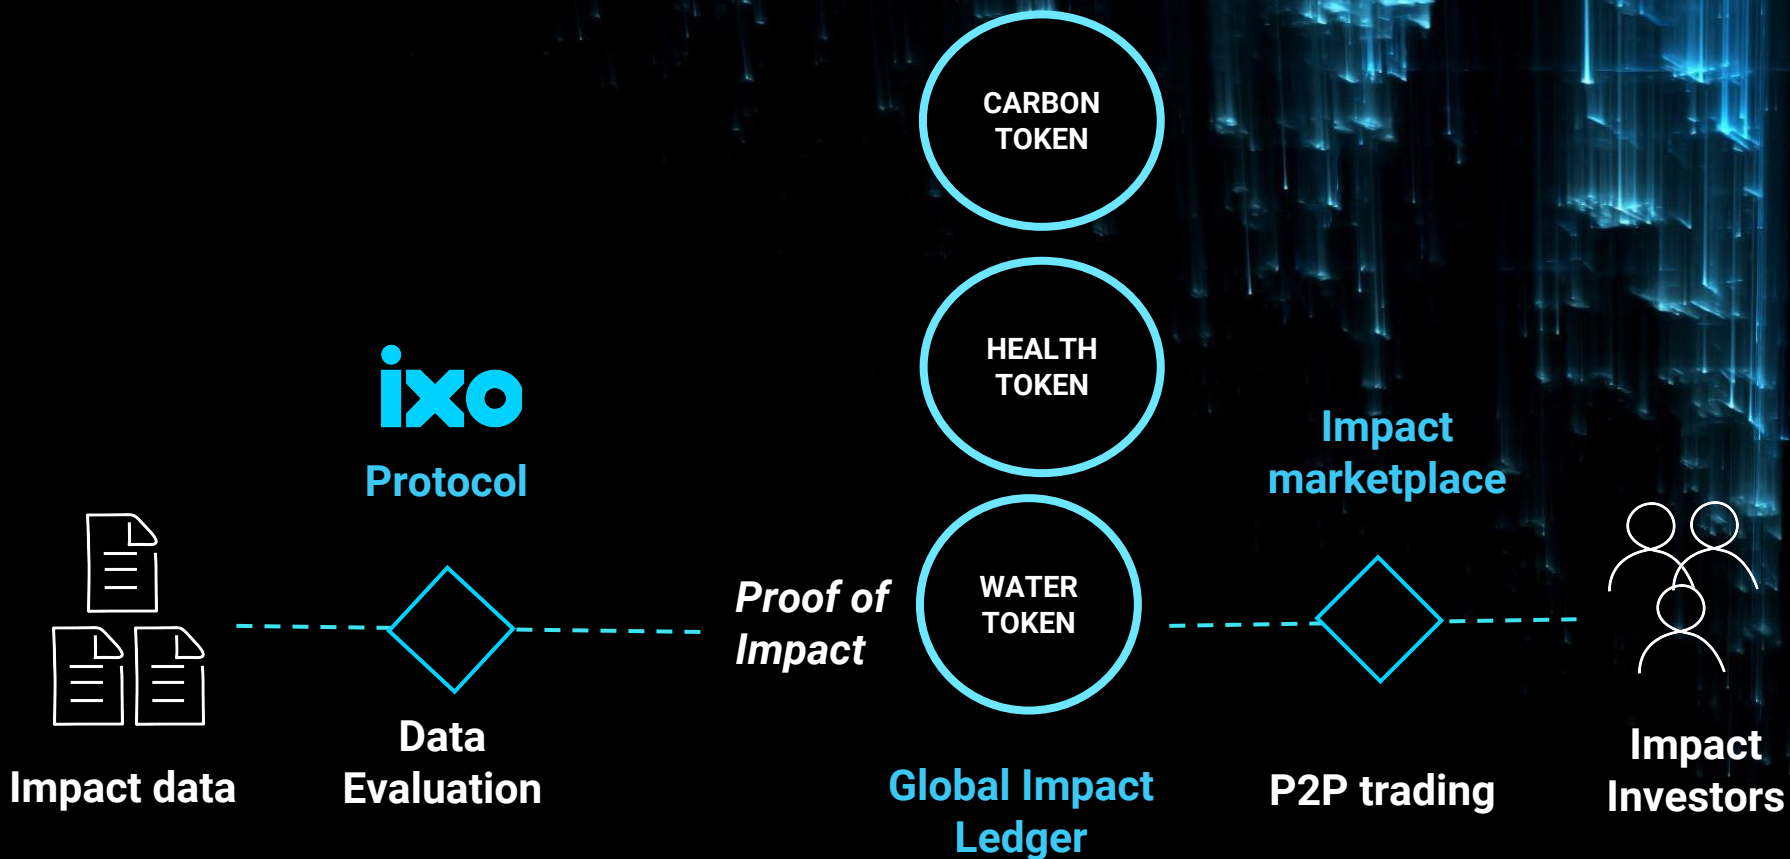 CARBON
TOKEN
HEALTH
TOKEN
ixo
Protocol
Impact
marketplace
Proof of
Impact
WATER
TOKEN
Impact data
Data
Evaluation
Global Impact
Ledger
P2P trading
Impact
Investors